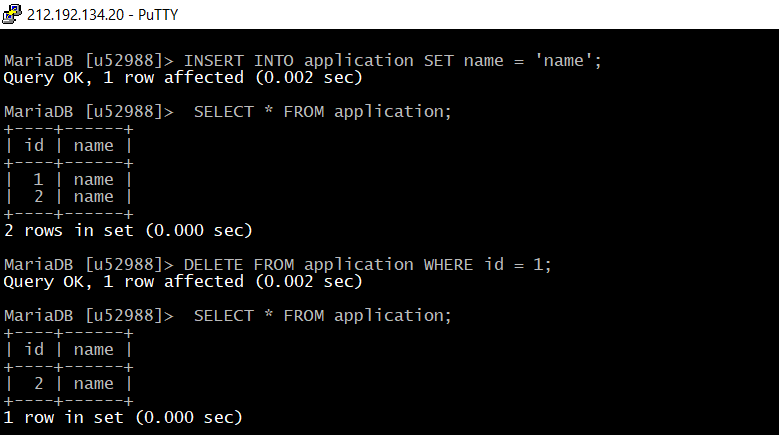 212.192.134.20 - PuTTY
MariaDB [u52988]> INSERT INTO application SET name = 'name';
Query OK, 1 row affected (0.002 sec)
MariaDB [u52988]>  SELECT * FROM application;
+----+------+
| id | name |
+----+------+
|  1 | name |
|  2 | name |
+----+------+
2 rows in set (0.000 sec)
MariaDB [u52988]> DELETE FROM application WHERE id = 1;
Query OK, 1 row affected (0.002 sec)
MariaDB [u52988]>  SELECT * FROM application;
+----+------+
| id | name |
+----+------+
|  2 | name |
+----+------+
1 row in set (0.000 sec)